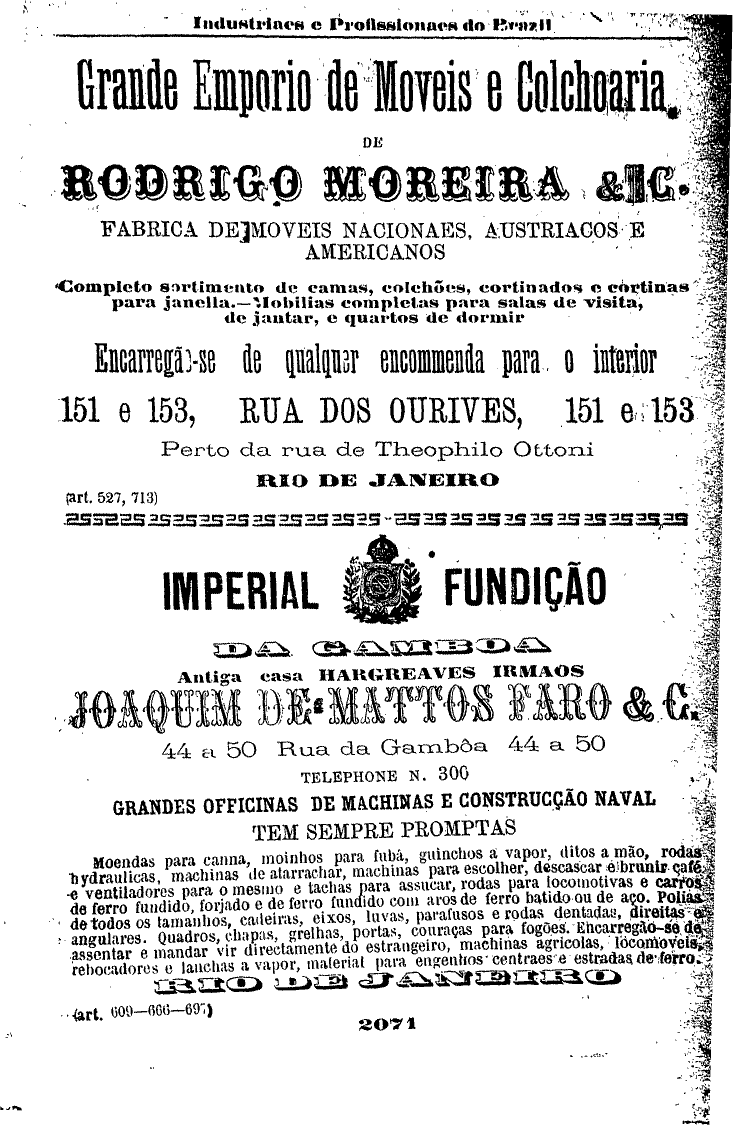 Industriaes e Profissionaes do Brazil
Grande Emporio de Moveis e Colchoaria.
DE
RODRIGO MOREIRA & C.
FABRICA DE MOVEIS NACIONAES, AUSTRIACOS E
AMERICANOS
Completo sortimento de camas, colchões, cortinados e cortinas
para janella.—Mobilias completas para salas de visita,
de jantar, e quartos de dormir
Encarregão-se de qualquer encommenda para o interior
151 e 153, RUA DOS OURIVES, 151 e 153
Perto da rua de Theophilo Ottoni
RIO DE JANEIRO
(art. 527, 713)
IMPERIAL FUNDIÇÃO
DA GAMBOA
Antiga casa HARGREAVES IRMAOS
JOAQUIM DE MATTOS FARO & C.
44 a 50 Rua da Gambôa 44 a 50
TELEPHONE N. 300
GRANDES OFFICINAS DE MACHINAS E CONSTRUCÇÃO NAVAL
TEM SEMPRE PROMPTAS
Moendas para canna, moinhos para fubá, guinchos a vapor, ditos a mão, rodas
hydraulicas, machinas de atarrachar, machinas para escolher, descascar e brunir café
e ventiladores para o mesmo e tachas para assucar, rodas para locomotivas e carros
de ferro fundido, forjado e de ferro fundido com aros de ferro batido ou de aço. Polias
de todos os tamanhos, cadeiras, eixos, luvas, parafusos e rodas dentadas, direitas e
angulares. Quadros, chapas, grelhas, portas, couraças para fogões. Encarregão-se de
assentar e mandar vir directamente do estrangeiro, machinas agricolas, locomoveis,
rebocadores e lanchas a vapor, material para engenhos centraes e estradas de ferro.
RIO DE JANEIRO
(art. 609—666—697)
2071